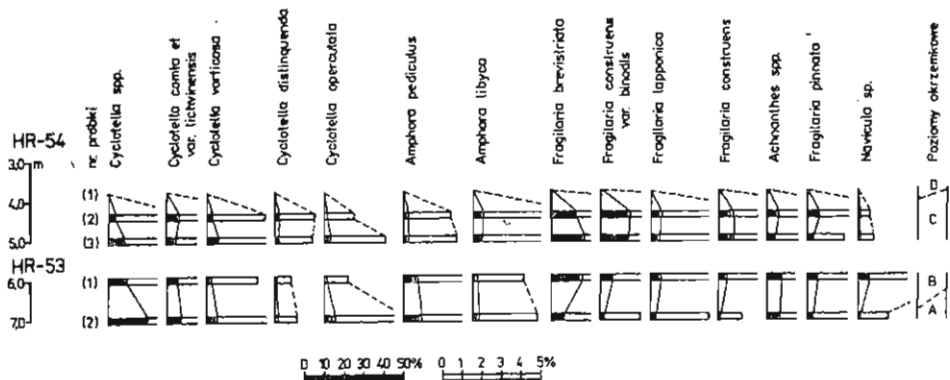 nr. próbki
Cyclotella spp.
Cyclotella comta et
var. lichvinensis
Cyclotella vorticosa
Cyclotella distinquenda
Cyclotella operculata
Amphora pediculus
Amphora libyca
Fragilaria brevistriata
Fragilaria construens
var. binodis
Fragilaria lapponica
Fragilaria construens
Achnanthes spp.
Fragilaria pinnata
Navicula sp.
Poziomy okrzemkowe
HR-54
3.0 m
4.0
5.0
(1)
(2)
(3)
D
C
HR-53
6.0
7.0
(1)
(2)
B
A
0 10 20 30 40 50%
0 1 2 3 4 5%